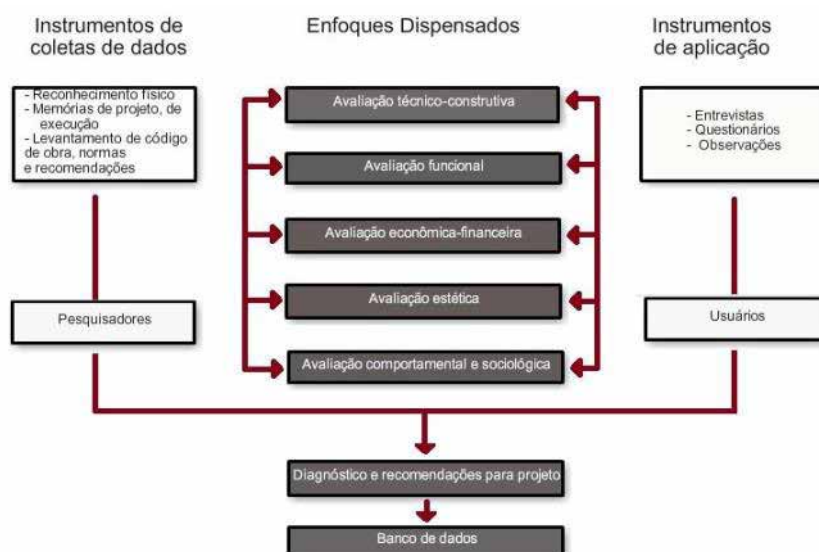 Instrumentos de
coletas de dados
Enfoques Dispensados
Instrumentos
de aplicação
- Reconhecimento físico
- Memórias de projeto, de
execução
- Levantamento de código
de obra, normas
e recomendações
Avaliação técnico-construtiva
- Entrevistas
- Questionários
- Observações
Avaliação funcional
Avaliação econômica-financeira
Avaliação estética
Pesquisadores
Usuários
Avaliação comportamental e sociológica
Diagnóstico e recomendações para projeto
Banco de dados